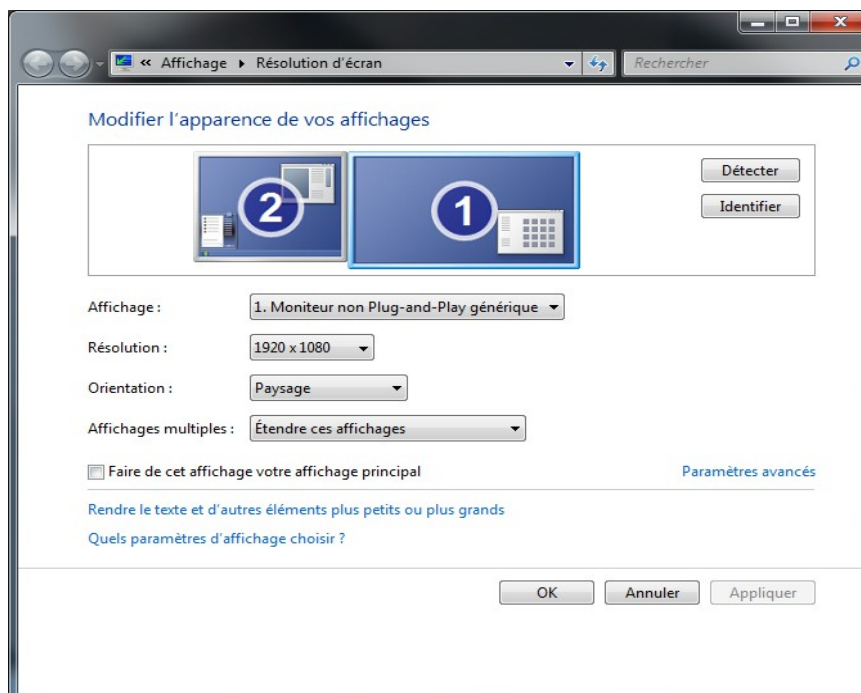 « Affichage ▸ Résolution d'écran
Rechercher
Modifier l'apparence de vos affichages
2
1
Détecter
Identifier
Affichage :
1. Moniteur non Plug-and-Play générique
Résolution :
1920 x 1080
Orientation :
Paysage
Affichages multiples :
Étendre ces affichages
Faire de cet affichage votre affichage principal
Paramètres avancés
Rendre le texte et d'autres éléments plus petits ou plus grands
Quels paramètres d'affichage choisir ?
OK
Annuler
Appliquer